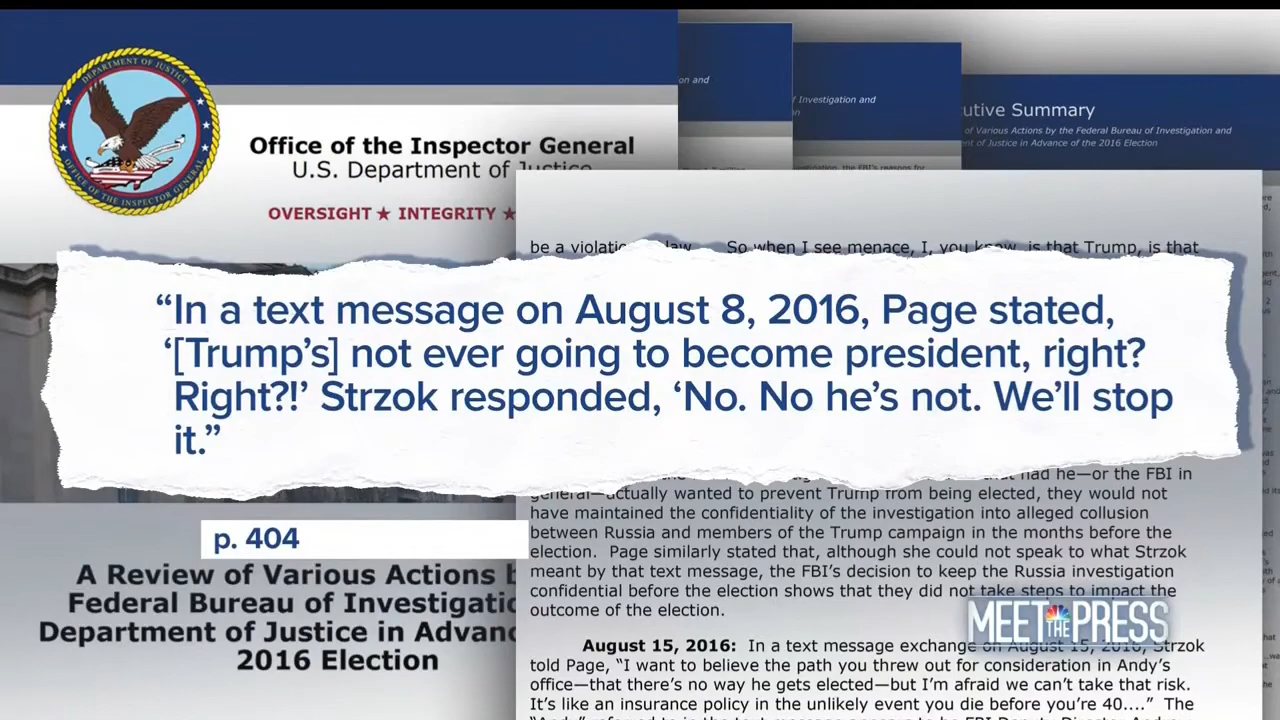 DEPARTMENT OF JUSTICE
OFFICE OF THE INSPECTOR GENERAL
Office of the Inspector General
U.S. Department of Justice
OVERSIGHT ★ INTEGRITY ★
on and
f Investigation and
utive Summary
of Various Actions by the Federal Bureau of Investigation and
nt of Justice in Advance of the 2016 Election
be a violation law So when I see menace, I, you know, is that Trump, is that
“In a text message on August 8, 2016, Page stated,
‘[Trump’s] not ever going to become president, right?
Right?!’ Strzok responded, ‘No. No he’s not. We’ll stop
it.”
had he—or the FBI in
general—actually wanted to prevent Trump from being elected, they would not
have maintained the confidentiality of the investigation into alleged collusion
between Russia and members of the Trump campaign in the months before the
election. Page similarly stated that, although she could not speak to what Strzok
meant by that text message, the FBI’s decision to keep the Russia investigation
confidential before the election shows that they did not take steps to impact the
outcome of the election.
p. 404
A Review of Various Actions b
Federal Bureau of Investigatio
Department of Justice in Advanc
2016 Election
MEET THE PRESS
August 15, 2016: In a text message exchange on August 15, 2016, Strzok
told Page, “I want to believe the path you threw out for consideration in Andy’s
office—that there’s no way he gets elected—but I’m afraid we can’t take that risk.
It’s like an insurance policy in the unlikely event you die before you’re 40....” The